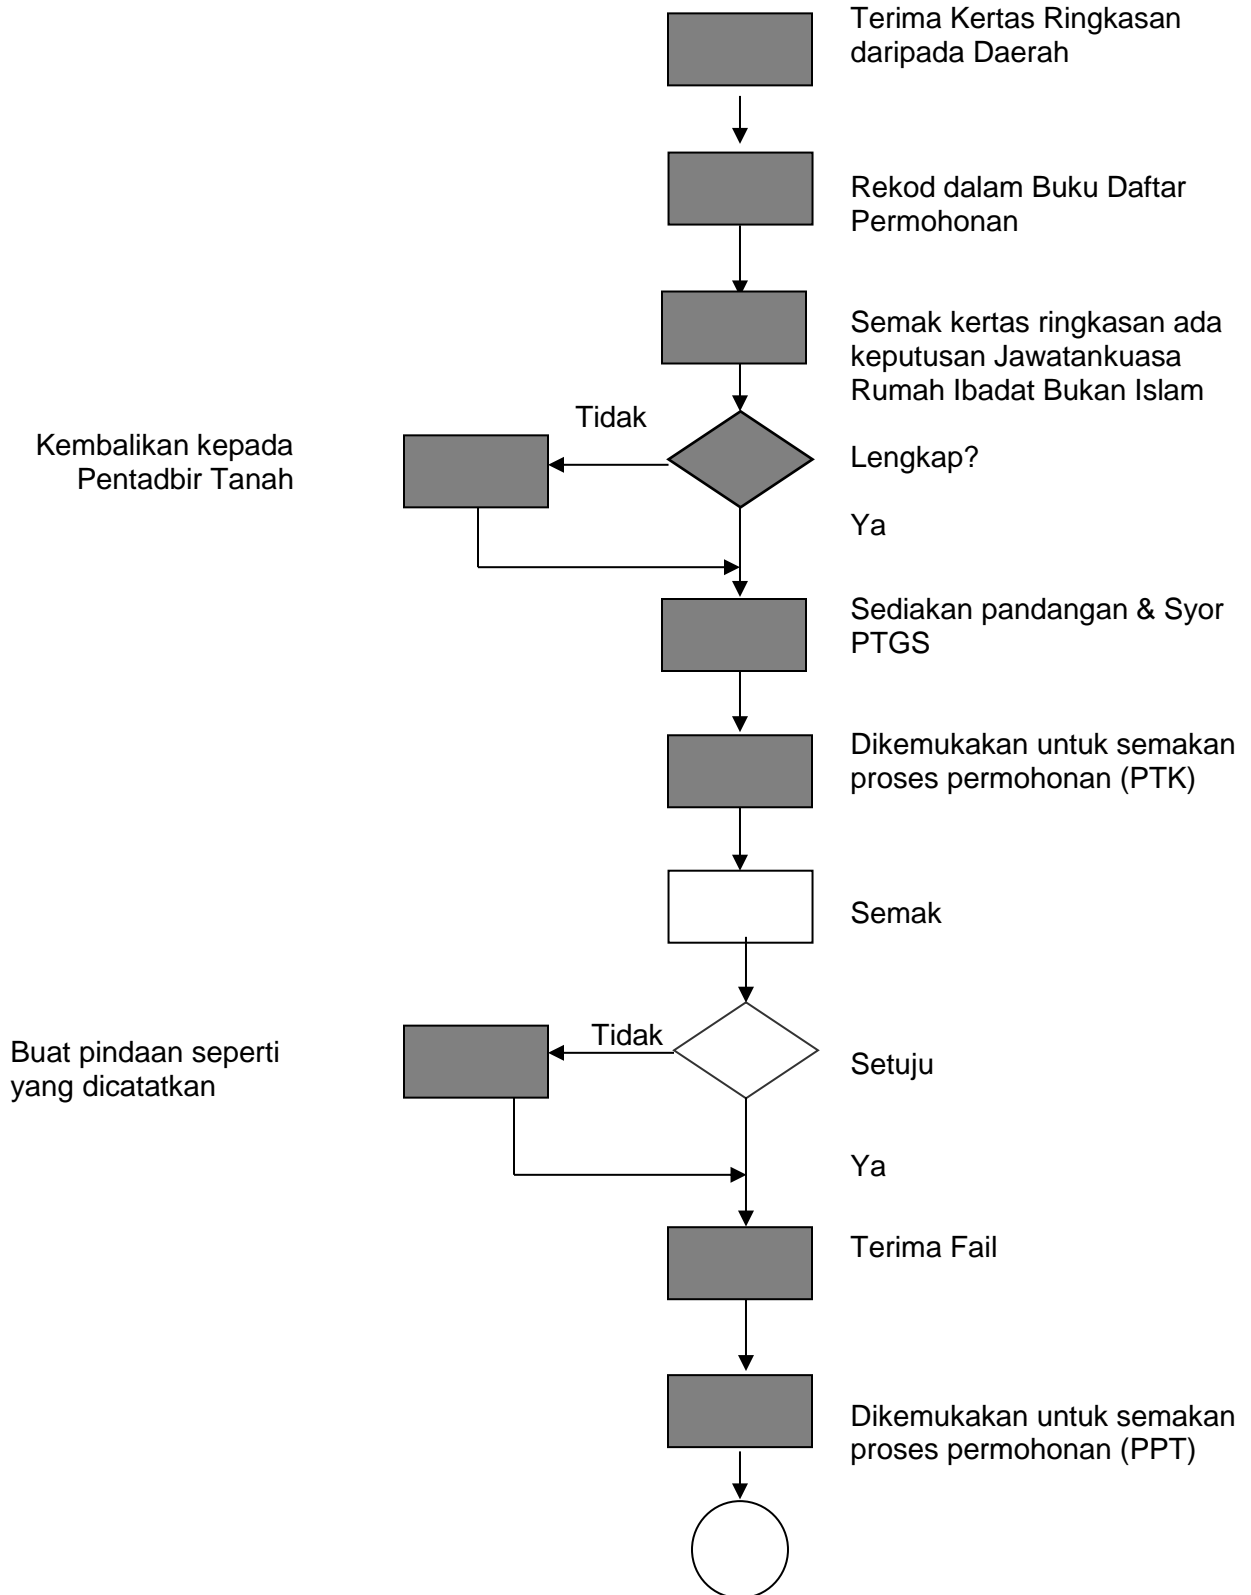 Terima Kertas Ringkasan
daripada Daerah
Rekod dalam Buku Daftar
Permohonan
Semak kertas ringkasan ada
keputusan Jawatankuasa
Rumah Ibadat Bukan Islam
Tidak
Kembalikan kepada
Pentadbir Tanah
Lengkap?
Ya
Sediakan pandangan & Syor
PTGS
Dikemukakan untuk semakan
proses permohonan (PTK)
Semak
Tidak
Buat pindaan seperti
yang dicatatkan
Setuju
Ya
Terima Fail
Dikemukakan untuk semakan
proses permohonan (PPT)